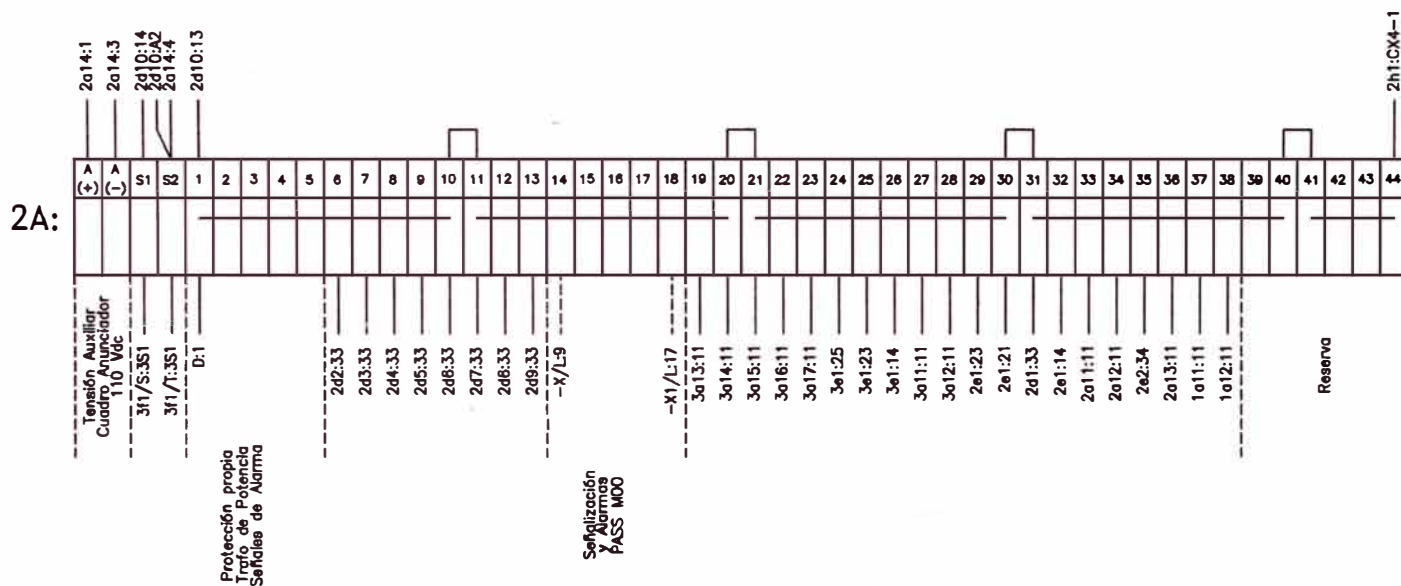 2a14:1
2a14:3
2d10:14
2d10:A2
2a14:4
2d10:13
2h1:CX4-1
2A:
A (+)
A (-)
S1
S2
1
2
3
4
5
6
7
8
9
10
11
12
13
14
15
16
17
18
19
20
21
22
23
24
25
26
27
28
29
30
31
32
33
34
35
36
37
38
39
40
41
42
43
44
Tensión Auxiliar
Cuadro Anunciador
110 Vdc
3f1/S:3S1
3f1/T:3S1
D:1
2d2:33
2d3:33
2d4:33
2d5:33
2d6:33
2d7:33
2d8:33
2d9:33
-X/L:9
-X1/L:17
3a13:11
3a14:11
3a15:11
3a16:11
3a17:11
3e1:25
3e1:23
3e1:14
3a11:11
3a12:11
2e1:23
2e1:21
2d1:33
2e1:14
2a11:11
2a12:11
2e2:34
2a13:11
1a11:11
1a12:11
Reserva
Protección propia
Trafo de Potencia
Señales de Alarma
Señalización
y Alarmas
PASS MOO